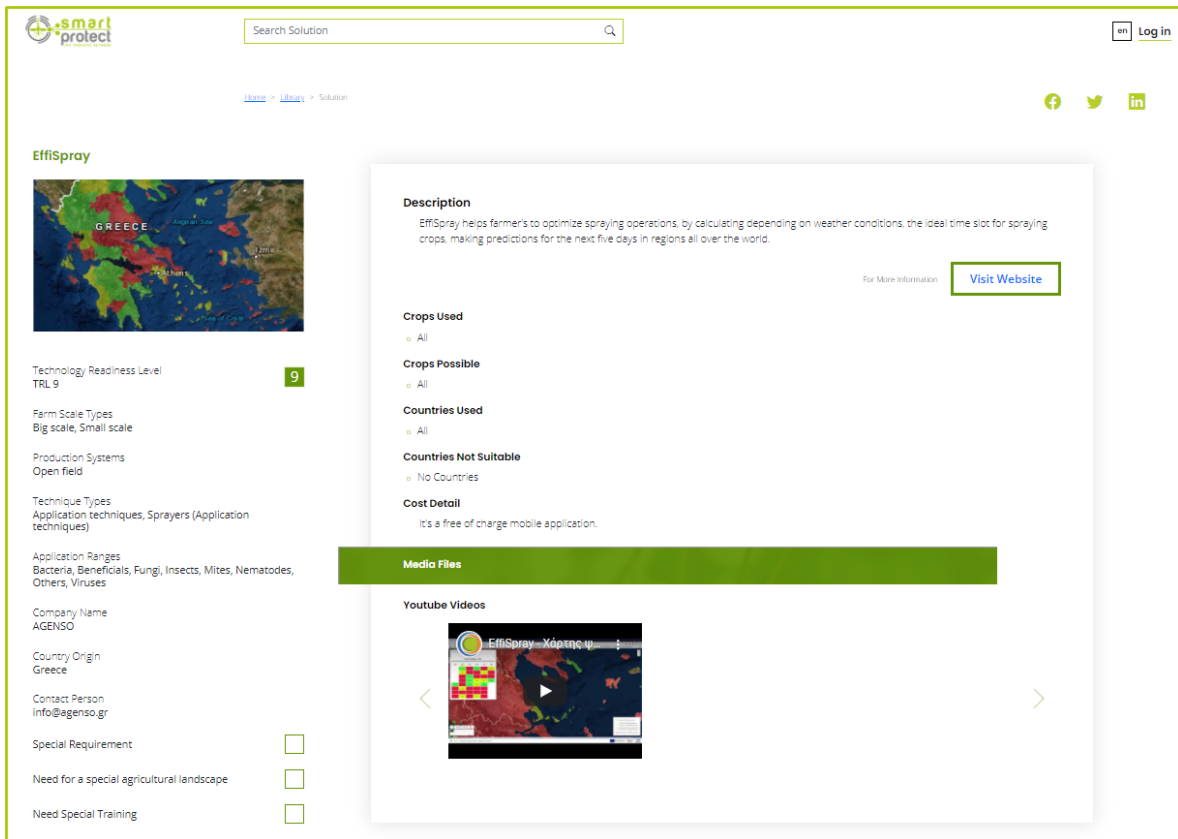 smart
protect
Search Solution
en
Log in
Home > Library > Solution
EffiSpray
GREECE
Aegean Sea
Izmir
Athens
Sea of Crete
Technology Readiness Level
TRL 9
9
Farm Scale Types
Big scale, Small scale
Production Systems
Open field
Technique Types
Application techniques, Sprayers (Application
techniques)
Application Ranges
Bacteria, Beneficials, Fungi, Insects, Mites, Nematodes,
Others, Viruses
Company Name
AGENSO
Country Origin
Greece
Contact Person
info@agenso.gr
Special Requirement
Need for a special agricultural landscape
Need Special Training
Description
EffiSpray helps farmer's to optimize spraying operations, by calculating depending on weather conditions, the ideal time slot for spraying
crops, making predictions for the next five days in regions all over the world.
For More Information
Visit Website
Crops Used
All
Crops Possible
All
Countries Used
All
Countries Not Suitable
No Countries
Cost Detail
It's a free of charge mobile application.
Media Files
Youtube Videos
EffiSpray - Χάρτης ψ...